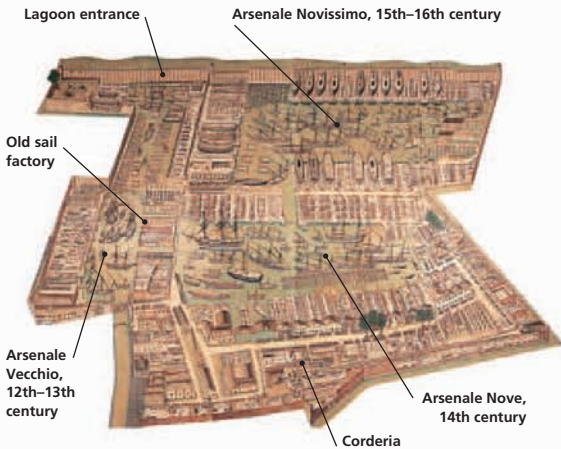 Lagoon entrance
Arsenale Novissimo, 15th–16th century
Old sail
factory
Arsenale
Vecchio,
12th–13th
century
Arsenale Nove,
14th century
Corderia